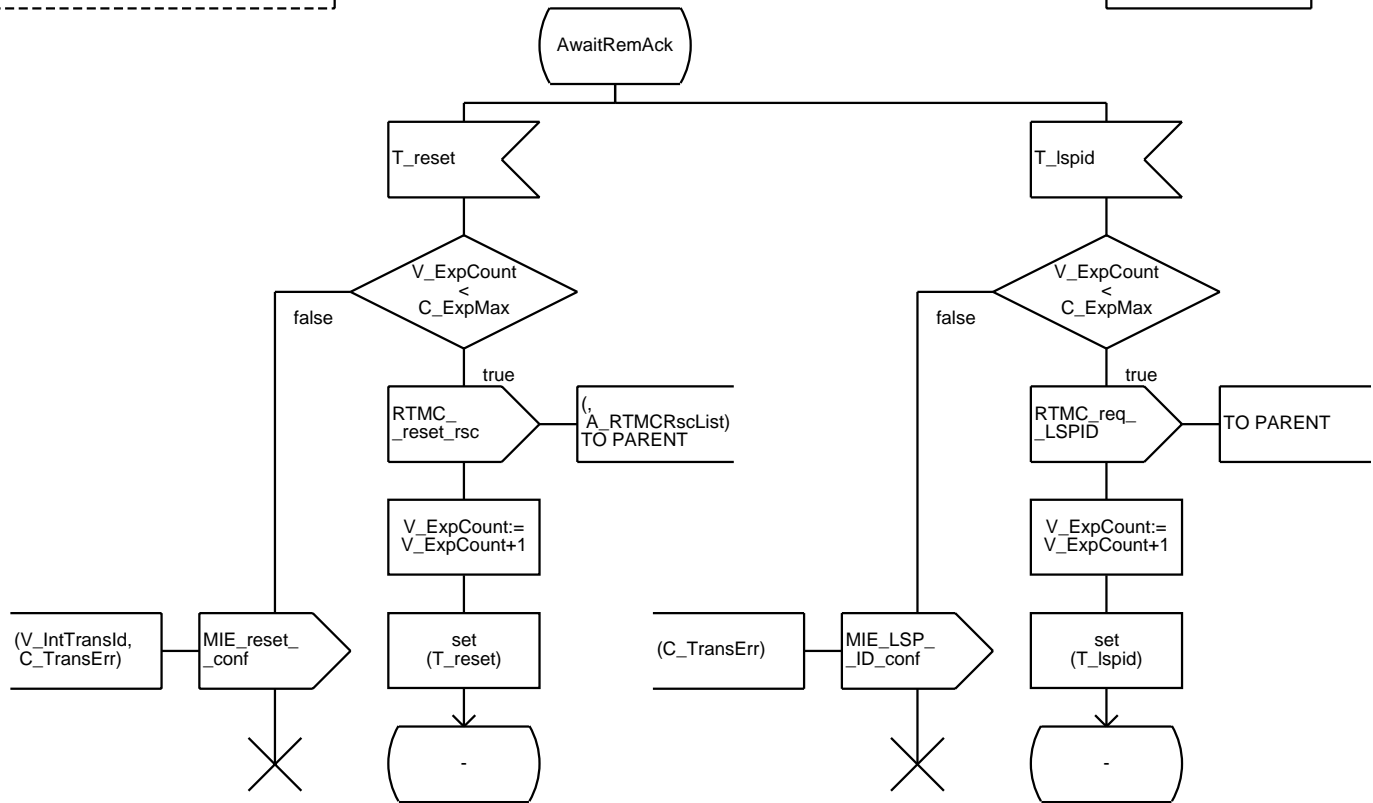 AwaitRemAck
T_reset
T_lspid
V_ExpCount
<
C_ExpMax
V_ExpCount
<
C_ExpMax
false
false
true
true
RTMC_
_reset_rsc
(,
A_RTMCRscList)
TO PARENT
RTMC_req_
_LSPID
TO PARENT
V_ExpCount:=
V_ExpCount+1
V_ExpCount:=
V_ExpCount+1
(V_IntTransId,
C_TransErr)
MIE_reset_
_conf
set
(T_reset)
(C_TransErr)
MIE_LSP_
_ID_conf
set
(T_lspid)
-
-